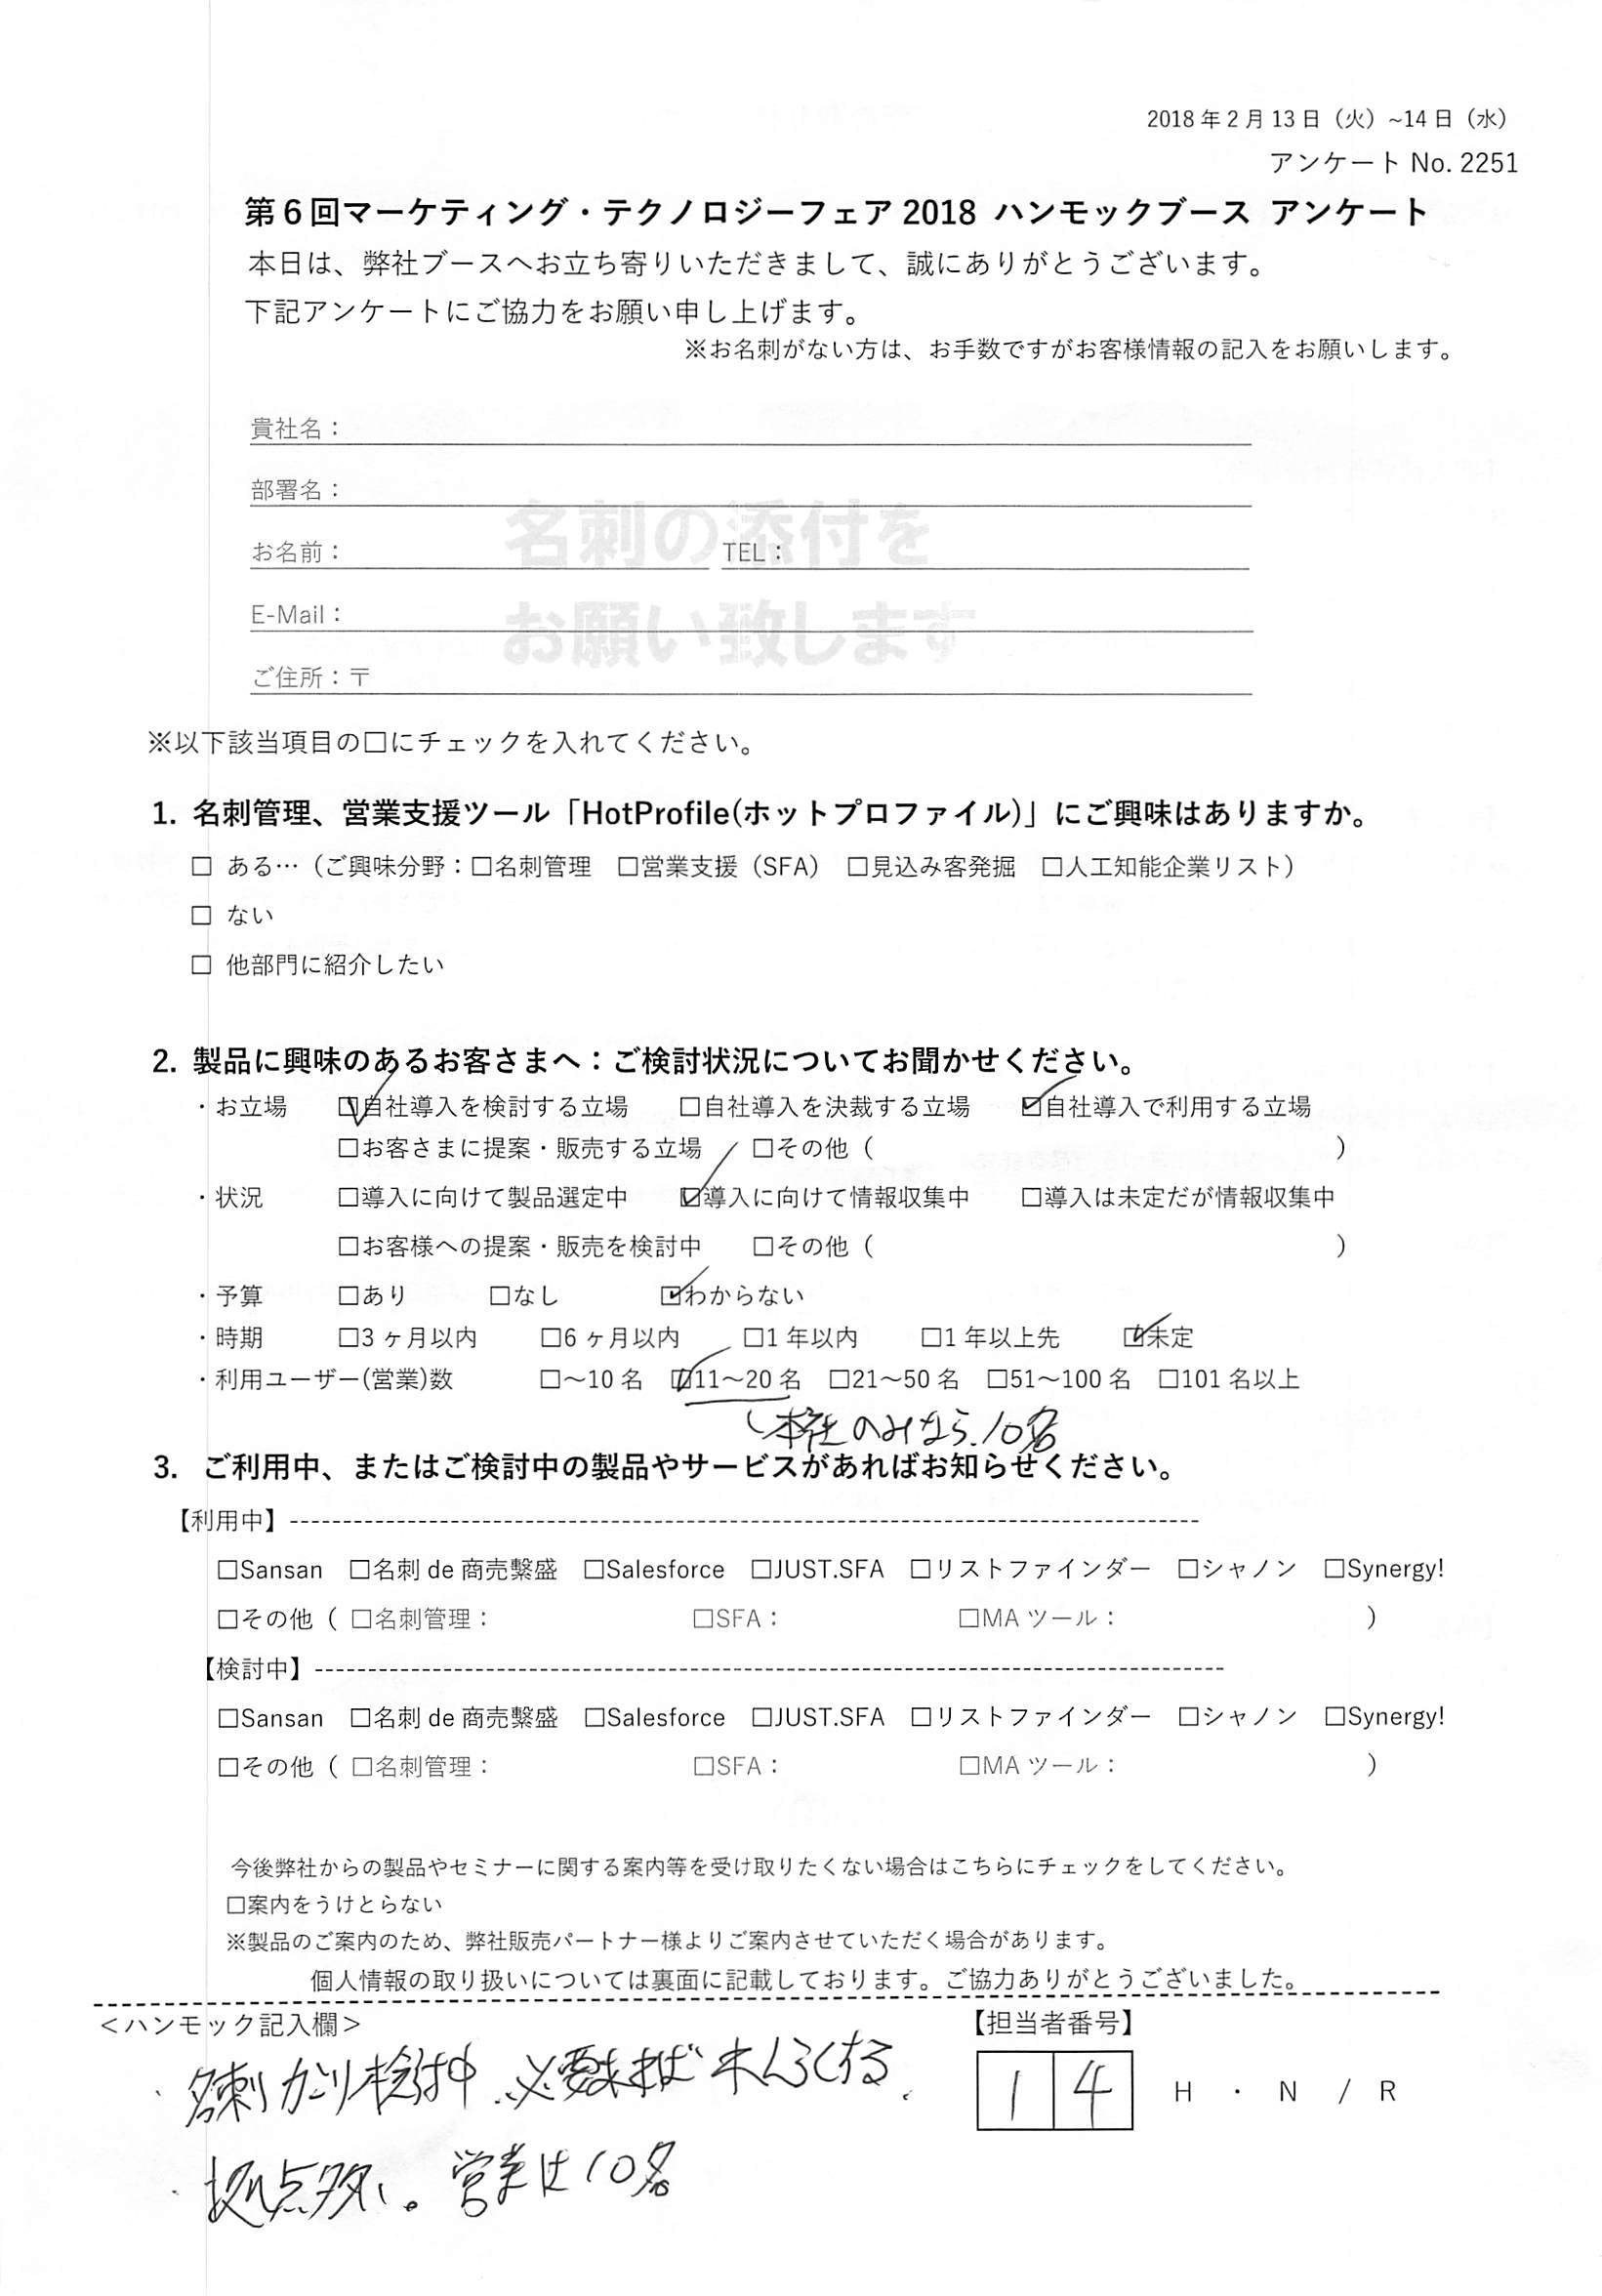 2018年2月13日（火）~14日（水）
アンケート No. 2251
第6回マーケティング・テクノロジーフェア 2018 ハンモックブース アンケート
本日は、弊社ブースへお立ち寄りいただきまして、誠にありがとうございます。
下記アンケートにご協力をお願い申し上げます。
※お名刺がない方は、お手数ですがお客様情報の記入をお願いします。
貴社名：
部署名：
名刺の添付を
お名前： TEL：
お願い致します
E-Mail：
ご住所：〒
※以下該当項目の□にチェックを入れてください。
1. 名刺管理、営業支援ツール「HotProfile(ホットプロファイル)」にご興味はありますか。
□ ある…（ご興味分野：□名刺管理 □営業支援（SFA） □見込み客発掘 □人工知能企業リスト）
□ ない
□ 他部門に紹介したい
2. 製品に興味のあるお客さまへ：ご検討状況についてお聞かせください。
・お立場 ☑自社導入を検討する立場 □自社導入を決裁する立場 ☑自社導入で利用する立場
□お客さまに提案・販売する立場 □その他（ ）
・状況 □導入に向けて製品選定中 ☑導入に向けて情報収集中 □導入は未定だが情報収集中
□お客様への提案・販売を検討中 □その他（ ）
・予算 □あり □なし ☑わからない
・時期 □3ヶ月以内 □6ヶ月以内 □1年以内 □1年以上先 ☑未定
・利用ユーザー(営業)数 □～10名 ☑11～20名 □21～50名 □51～100名 □101名以上
本社のみなら、10名
3. ご利用中、またはご検討中の製品やサービスがあればお知らせください。
【利用中】
□Sansan □名刺 de 商売繫盛 □Salesforce □JUST.SFA □リストファインダー □シャノン □Synergy!
□その他（ □名刺管理： □SFA： □MAツール： ）
【検討中】
□Sansan □名刺 de 商売繫盛 □Salesforce □JUST.SFA □リストファインダー □シャノン □Synergy!
□その他（ □名刺管理： □SFA： □MAツール： ）
今後弊社からの製品やセミナーに関する案内等を受け取りたくない場合はこちらにチェックをしてください。
□案内をうけとらない
※製品のご案内のため、弊社販売パートナー様よりご案内させていただく場合があります。
個人情報の取り扱いについては裏面に記載しております。ご協力ありがとうございました。
＜ハンモック記入欄＞ 【担当者番号】
・名刺カンリ検討中
14 H ・ N / R
・拠点多い。営業は10名